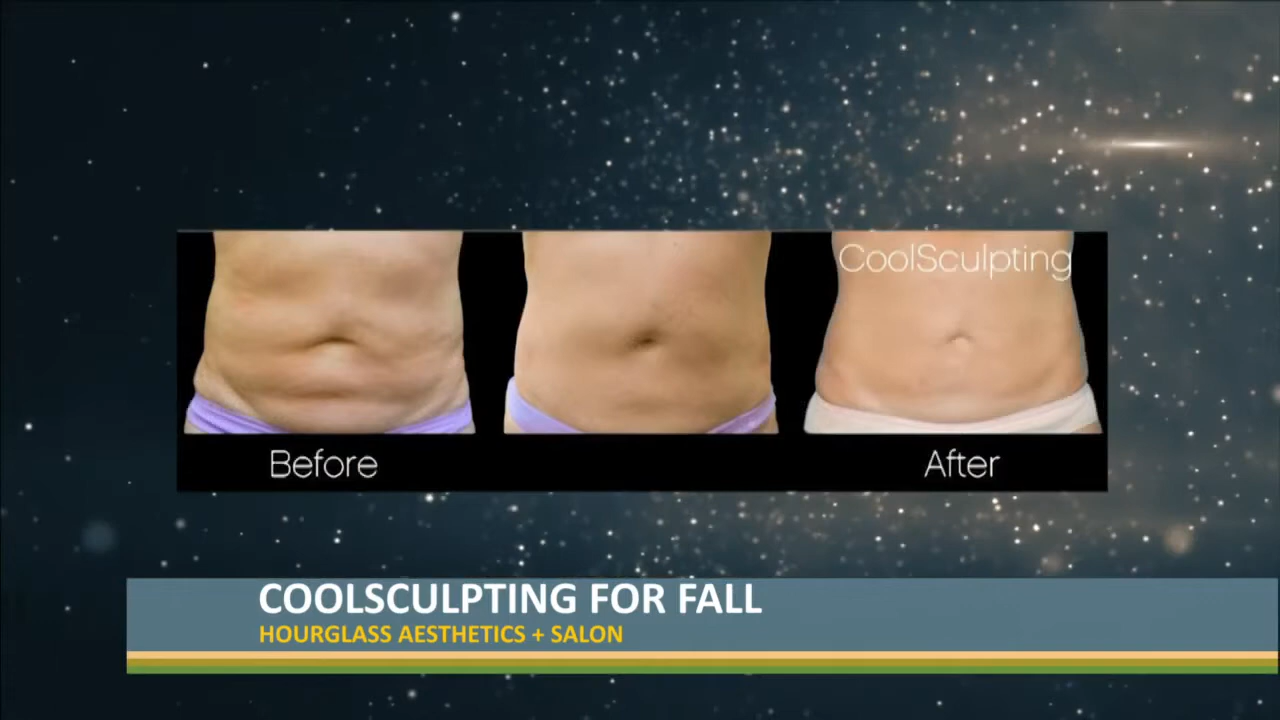 CoolSculpting
Before
After
COOLSCULPTING FOR FALL
HOURGLASS AESTHETICS + SALON